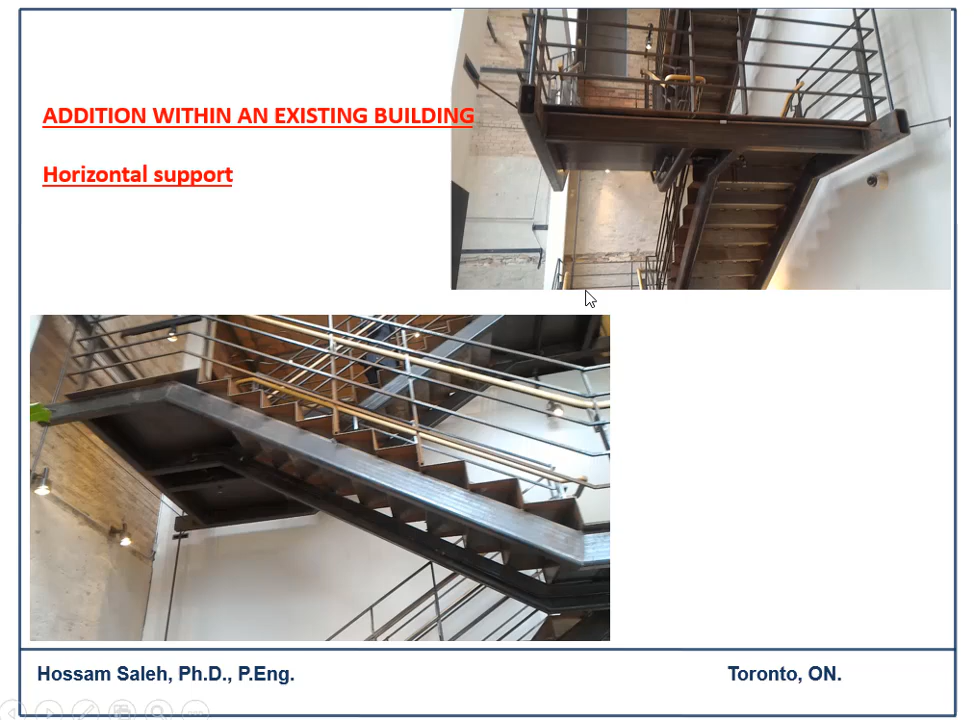 ADDITION WITHIN AN EXISTING BUILDING
Horizontal support
Hossam Saleh, Ph.D., P.Eng.
Toronto, ON.